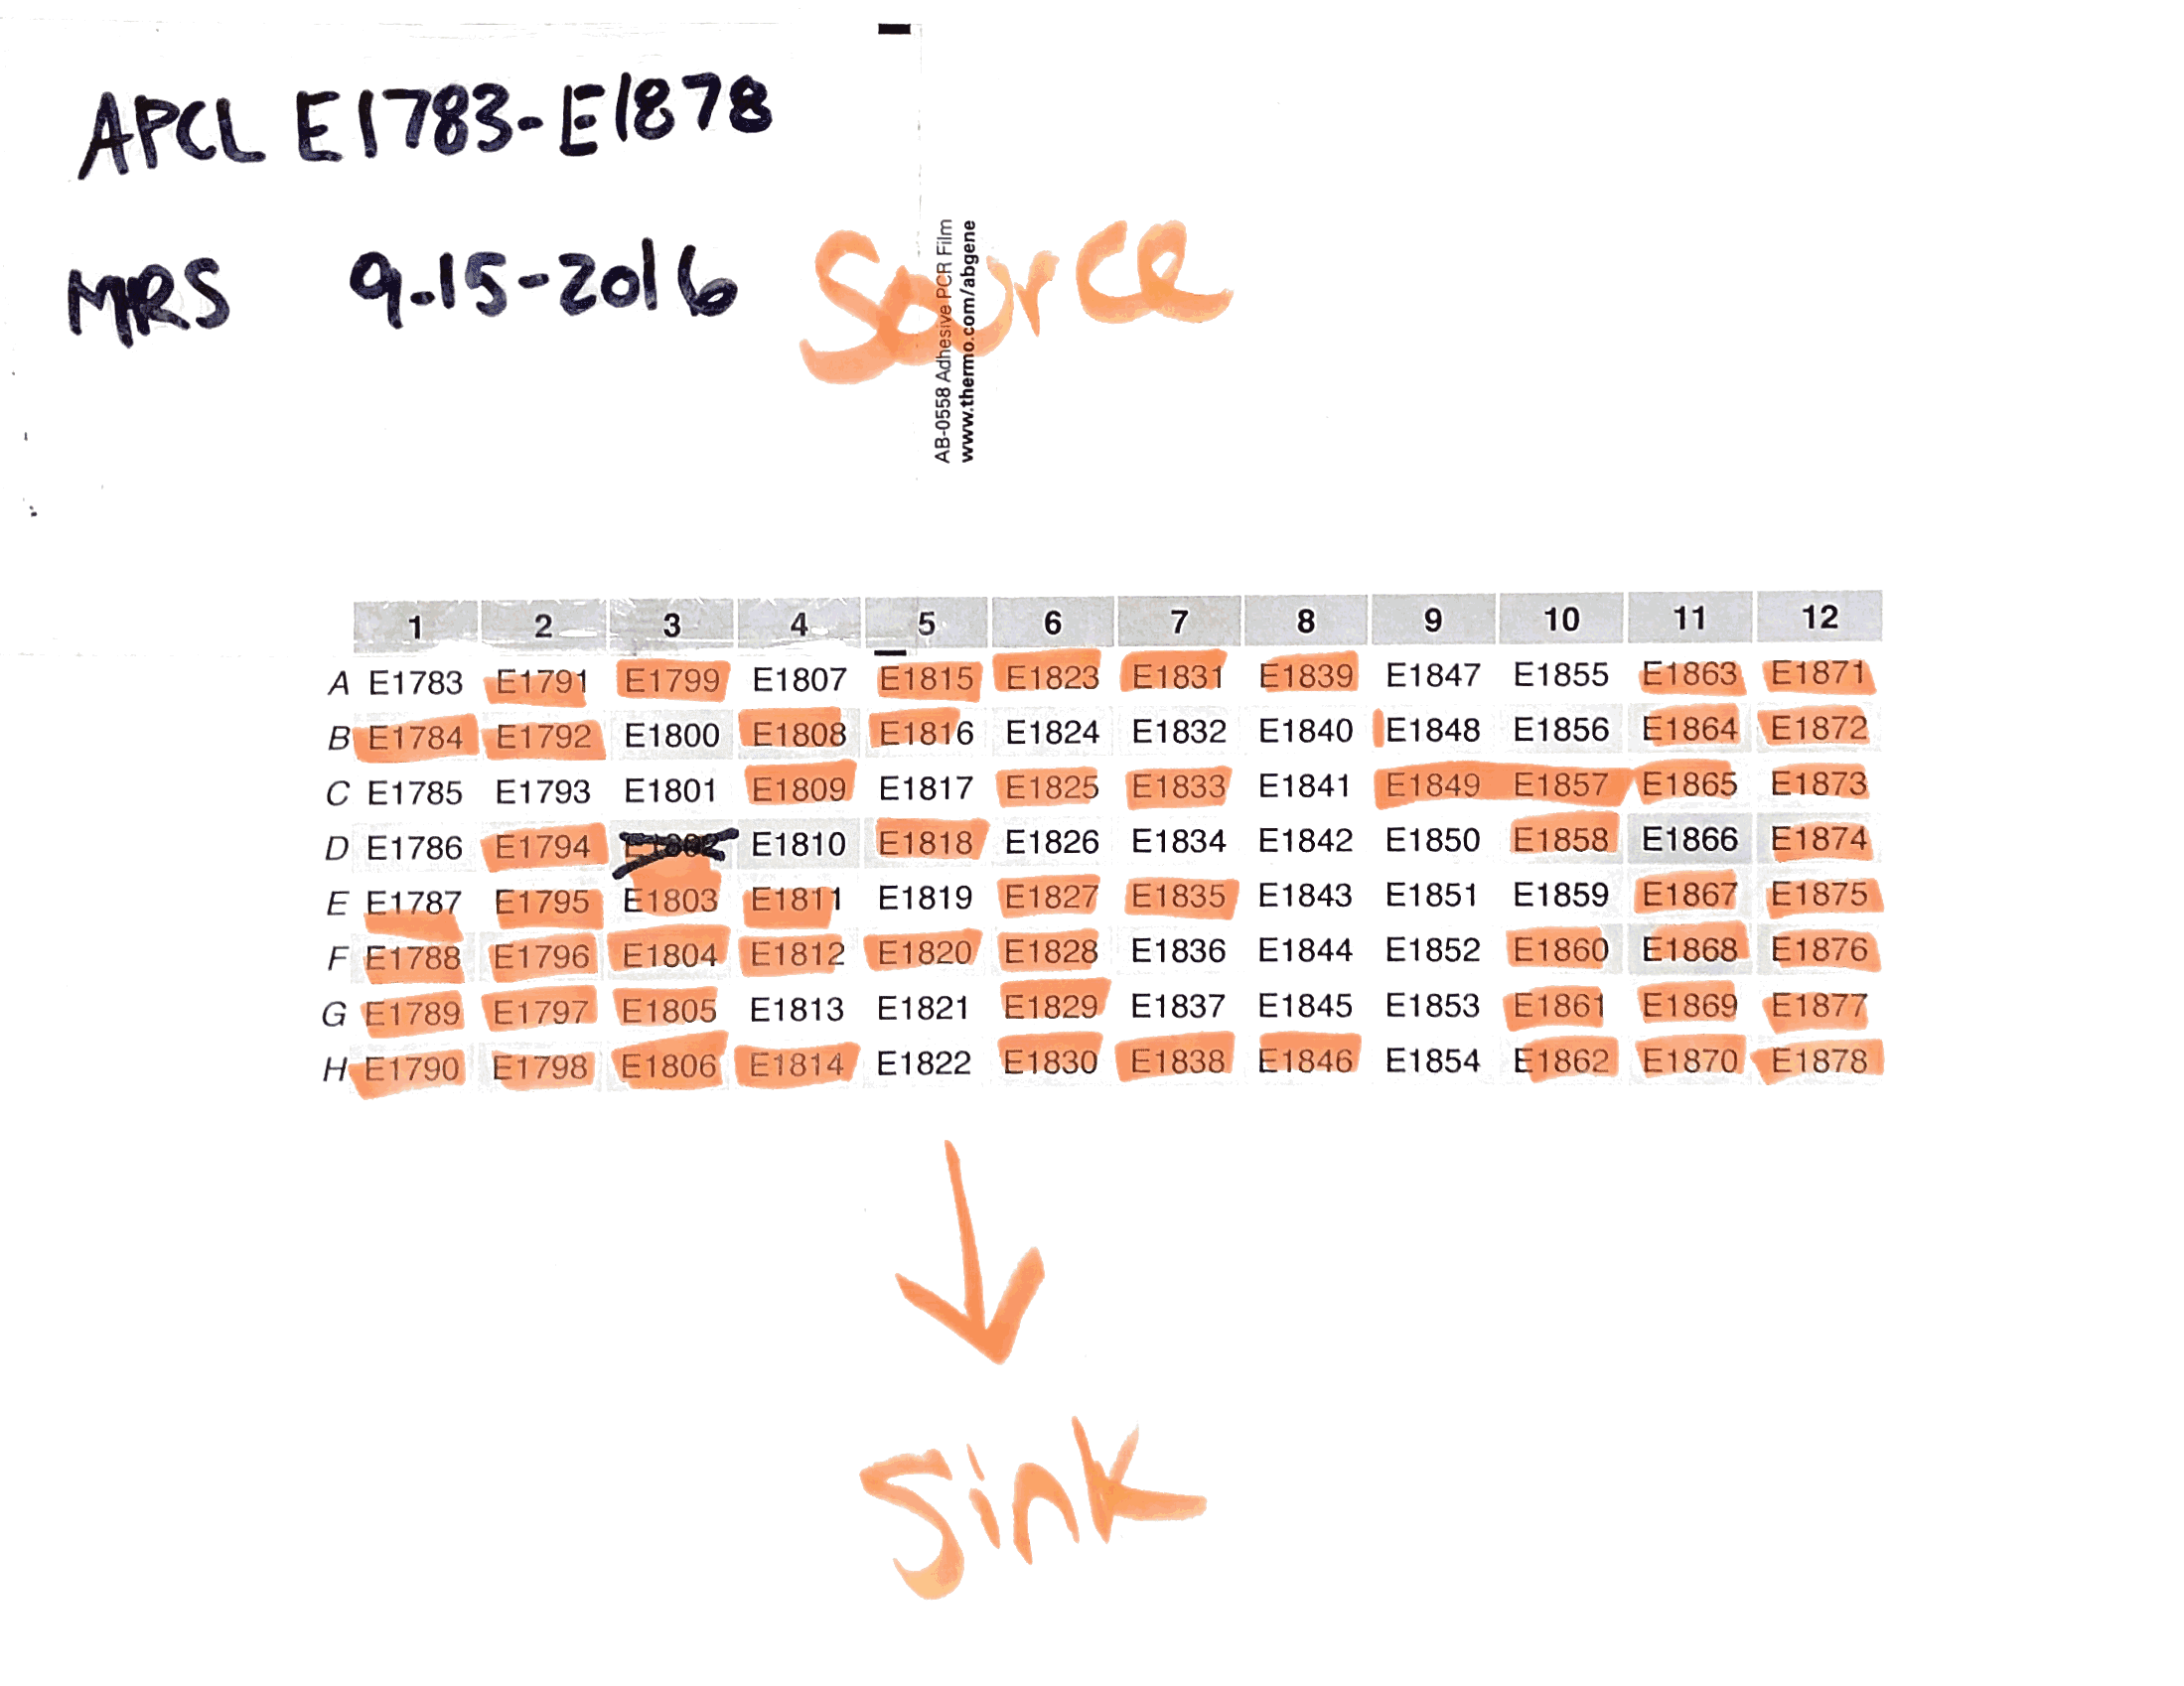 APCL E1783-E1878
MRS 9-15-2016
Source
AB-0558 Adhesive PCR Film
www.thermo.com/abgene
1 2 3 4 5 6 7 8 9 10 11 12
A E1783 E1791 E1799 E1807 E1815 E1823 E1831 E1839 E1847 E1855 E1863 E1871
B E1784 E1792 E1800 E1808 E1816 E1824 E1832 E1840 E1848 E1856 E1864 E1872
C E1785 E1793 E1801 E1809 E1817 E1825 E1833 E1841 E1849 E1857 E1865 E1873
D E1786 E1794 E1802 E1810 E1818 E1826 E1834 E1842 E1850 E1858 E1866 E1874
E E1787 E1795 E1803 E1811 E1819 E1827 E1835 E1843 E1851 E1859 E1867 E1875
F E1788 E1796 E1804 E1812 E1820 E1828 E1836 E1844 E1852 E1860 E1868 E1876
G E1789 E1797 E1805 E1813 E1821 E1829 E1837 E1845 E1853 E1861 E1869 E1877
H E1790 E1798 E1806 E1814 E1822 E1830 E1838 E1846 E1854 E1862 E1870 E1878
Sink